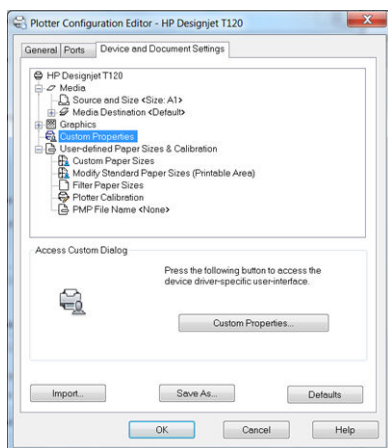 Plotter Configuration Editor - HP Designjet T120
General
Ports
Device and Document Settings
HP Designjet T120
Media
Source and Size <Size: A1>
Media Destination <Default>
Graphics
Custom Properties
User-defined Paper Sizes & Calibration
Custom Paper Sizes
Modify Standard Paper Sizes (Printable Area)
Filter Paper Sizes
Plotter Calibration
PMP File Name <None>
Access Custom Dialog
Press the following button to access the
device driver-specific user-interface.
Custom Properties...
Import...
Save As...
Defaults
OK
Cancel
Help